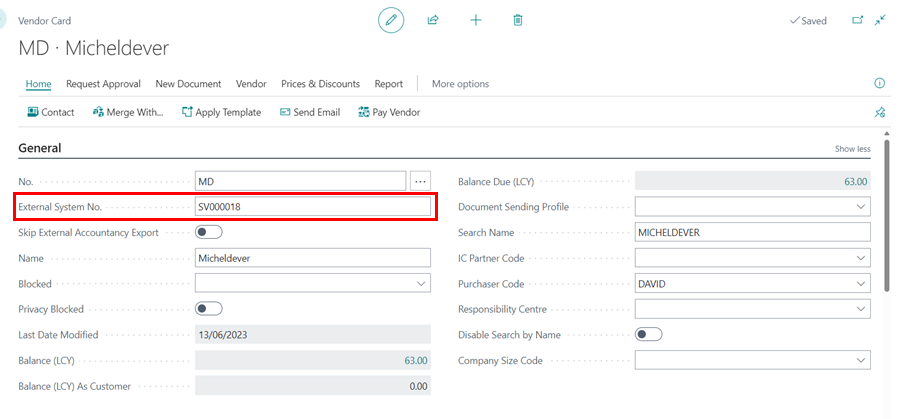 Vendor Card
Saved
MD · Micheldever
Home Request Approval New Document Vendor Prices & Discounts Report More options
Contact Merge With... Apply Template Send Email Pay Vendor
General
Show less
No. MD ...
External System No. SV000018
Skip External Accountancy Export
Name Micheldever
Blocked
Privacy Blocked
Last Date Modified 13/06/2023
Balance (LCY) 63.00
Balance (LCY) As Customer 0.00
Balance Due (LCY) 63.00
Document Sending Profile
Search Name MICHELDEVER
IC Partner Code
Purchaser Code DAVID
Responsibility Centre
Disable Search by Name
Company Size Code